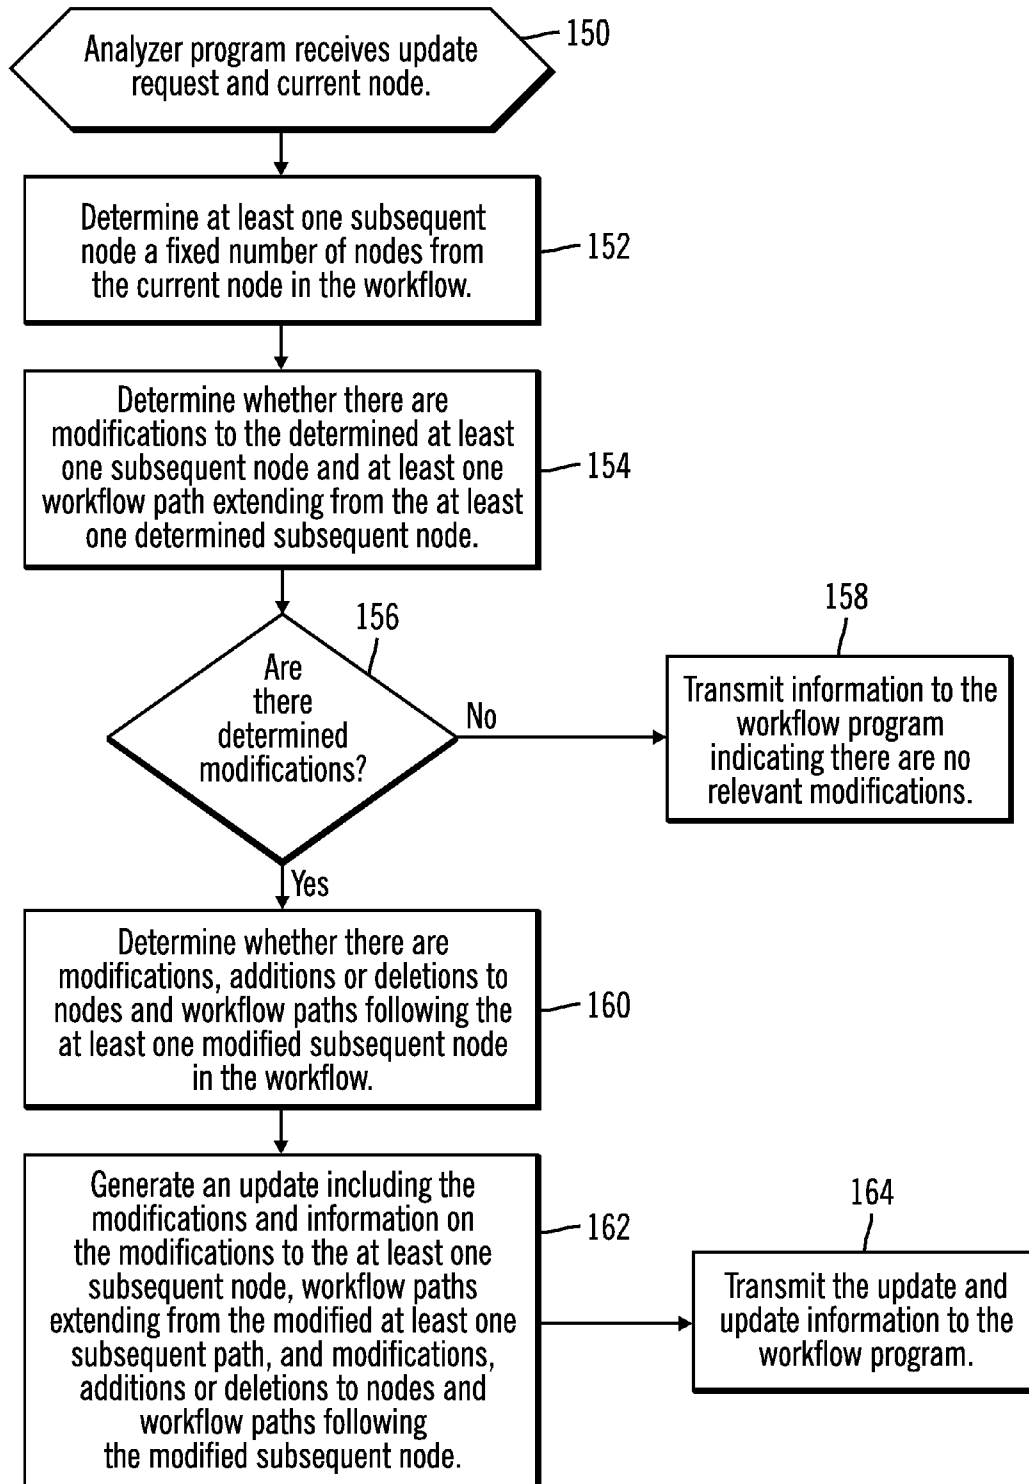 Analyzer program receives update
request and current node.
150
Determine at least one subsequent
node a fixed number of nodes from
the current node in the workflow.
152
Determine whether there are
modifications to the determined at least
one subsequent node and at least one
workflow path extending from the at least
one determined subsequent node.
154
156
Are
there
determined
modifications?
No
158
Transmit information to the
workflow program
indicating there are no
relevant modifications.
Yes
Determine whether there are
modifications, additions or deletions to
nodes and workflow paths following the
at least one modified subsequent node
in the workflow.
160
Generate an update including the
modifications and information on
the modifications to the at least one
subsequent node, workflow paths
extending from the modified at least one
subsequent path, and modifications,
additions or deletions to nodes and
workflow paths following
the modified subsequent node.
162
164
Transmit the update and
update information to the
workflow program.